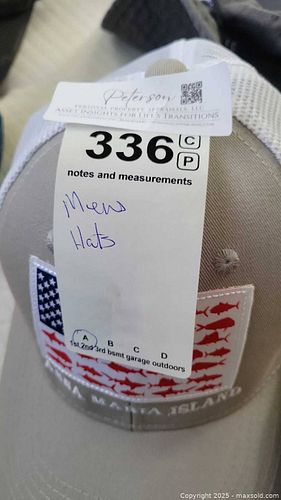 Peterson
PERSONAL PROPERTY APPRAISERS, LLC
ASSET INSIGHTS FOR LIFE'S TRANSITIONS
336 C
P
notes and measurements
Mens
Hats
A B C D
1st 2nd 3rd bsmt garage outdoors
ANNA MARIA ISLAND
Copyright 2025 - maxsold.com